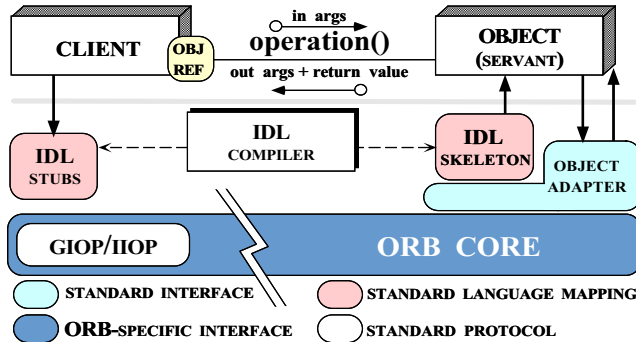 in args
CLIENT
OBJ
REF
operation()
OBJECT
(SERVANT)
out args + return value
IDL
STUBS
IDL
COMPILER
IDL
SKELETON
OBJECT
ADAPTER
GIOP/IIOP
ORB CORE
STANDARD INTERFACE
STANDARD LANGUAGE MAPPING
ORB-SPECIFIC INTERFACE
STANDARD PROTOCOL